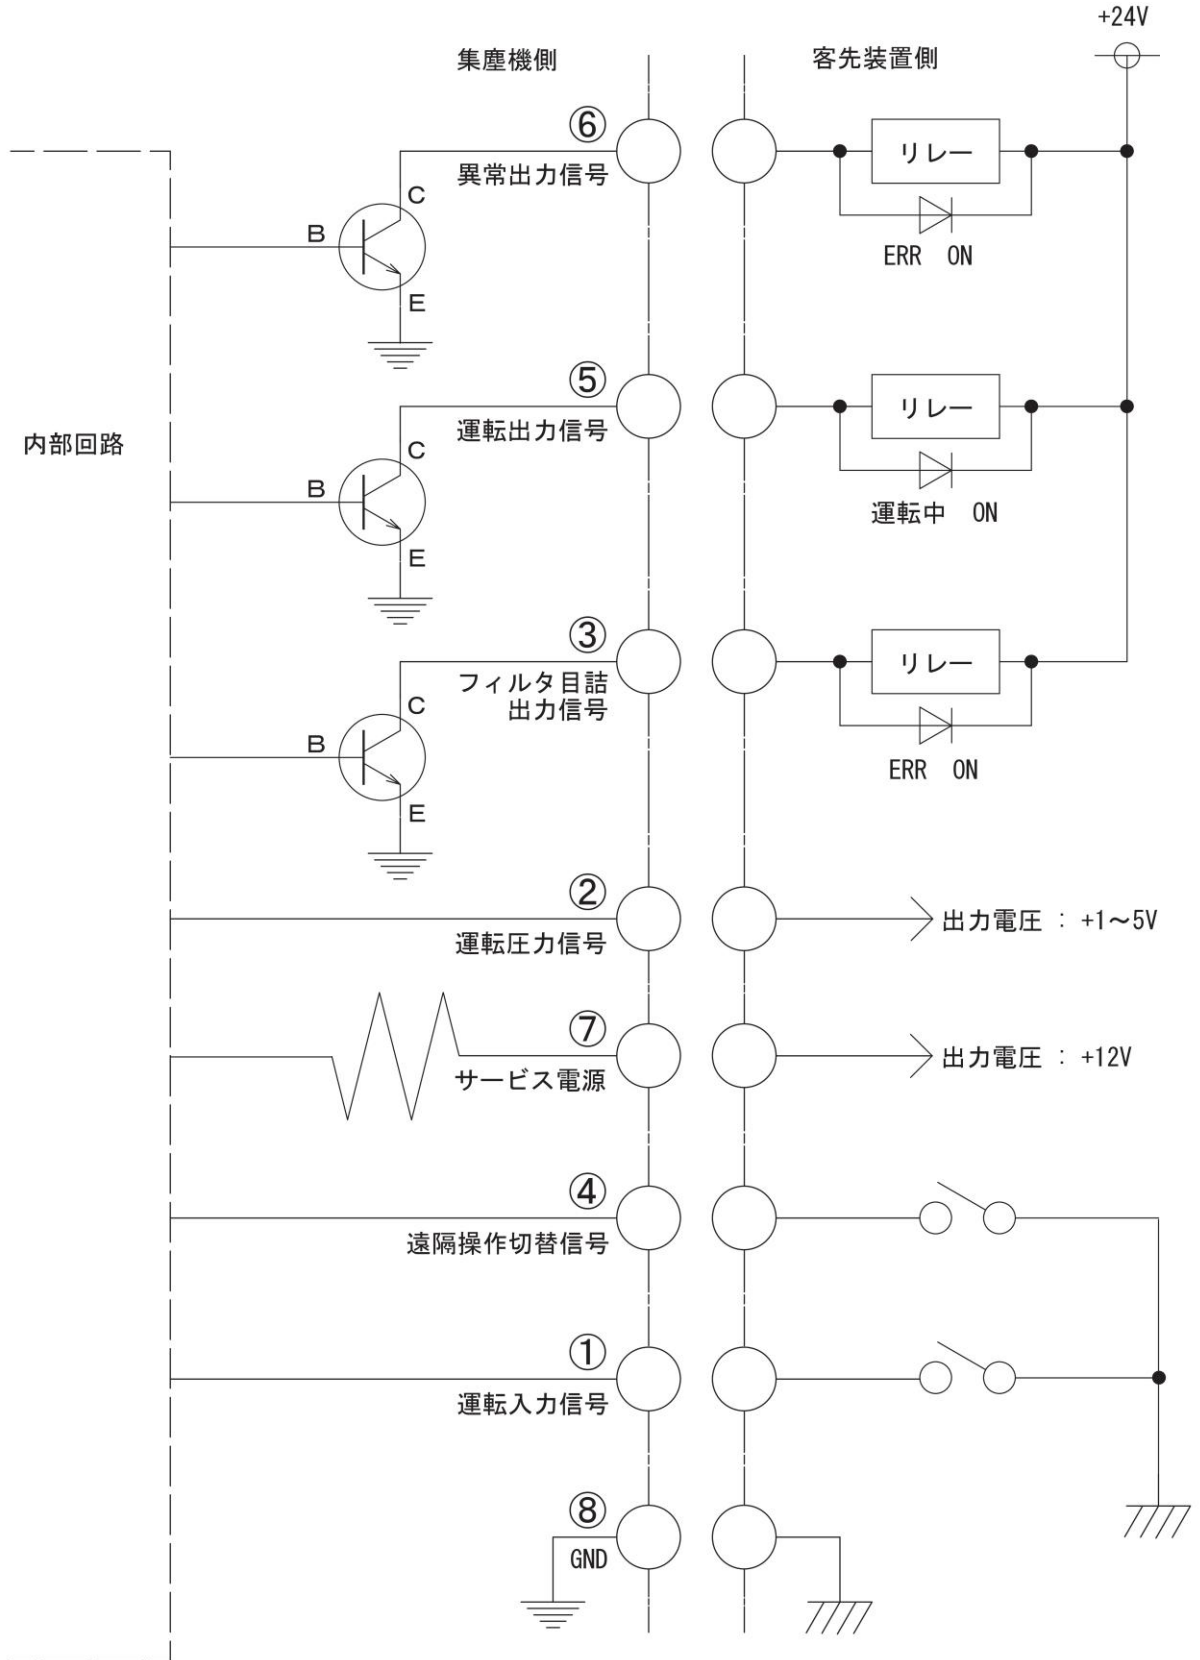 +24V
集塵機側
客先装置側
⑥
異常出力信号
リレー
C
B
E
ERR ON
⑤
運転出力信号
リレー
内部回路
C
B
E
運転中 ON
③
フィルタ目詰
出力信号
リレー
C
B
E
ERR ON
②
運転圧力信号
出力電圧 : +1～5V
⑦
サービス電源
出力電圧 : +12V
④
遠隔操作切替信号
①
運転入力信号
⑧
GND